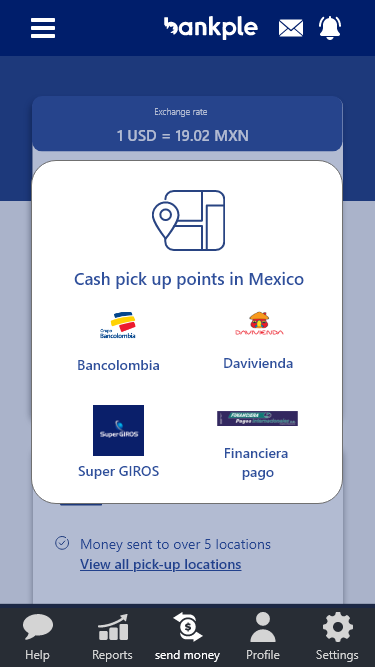 bankple
Exchange rate
1 USD = 19.02 MXN
Cash pick up points in Mexico
Grupo
Bancolombia
DAVIVIENDA
Bancolombia
Davivienda
SuperGIROS
FINANCIERA
Pagos Internacionales
Super GIROS
Financiera
pago
Money sent to over 5 locations
View all pick-up locations
Help
Reports
send money
Profile
Settings